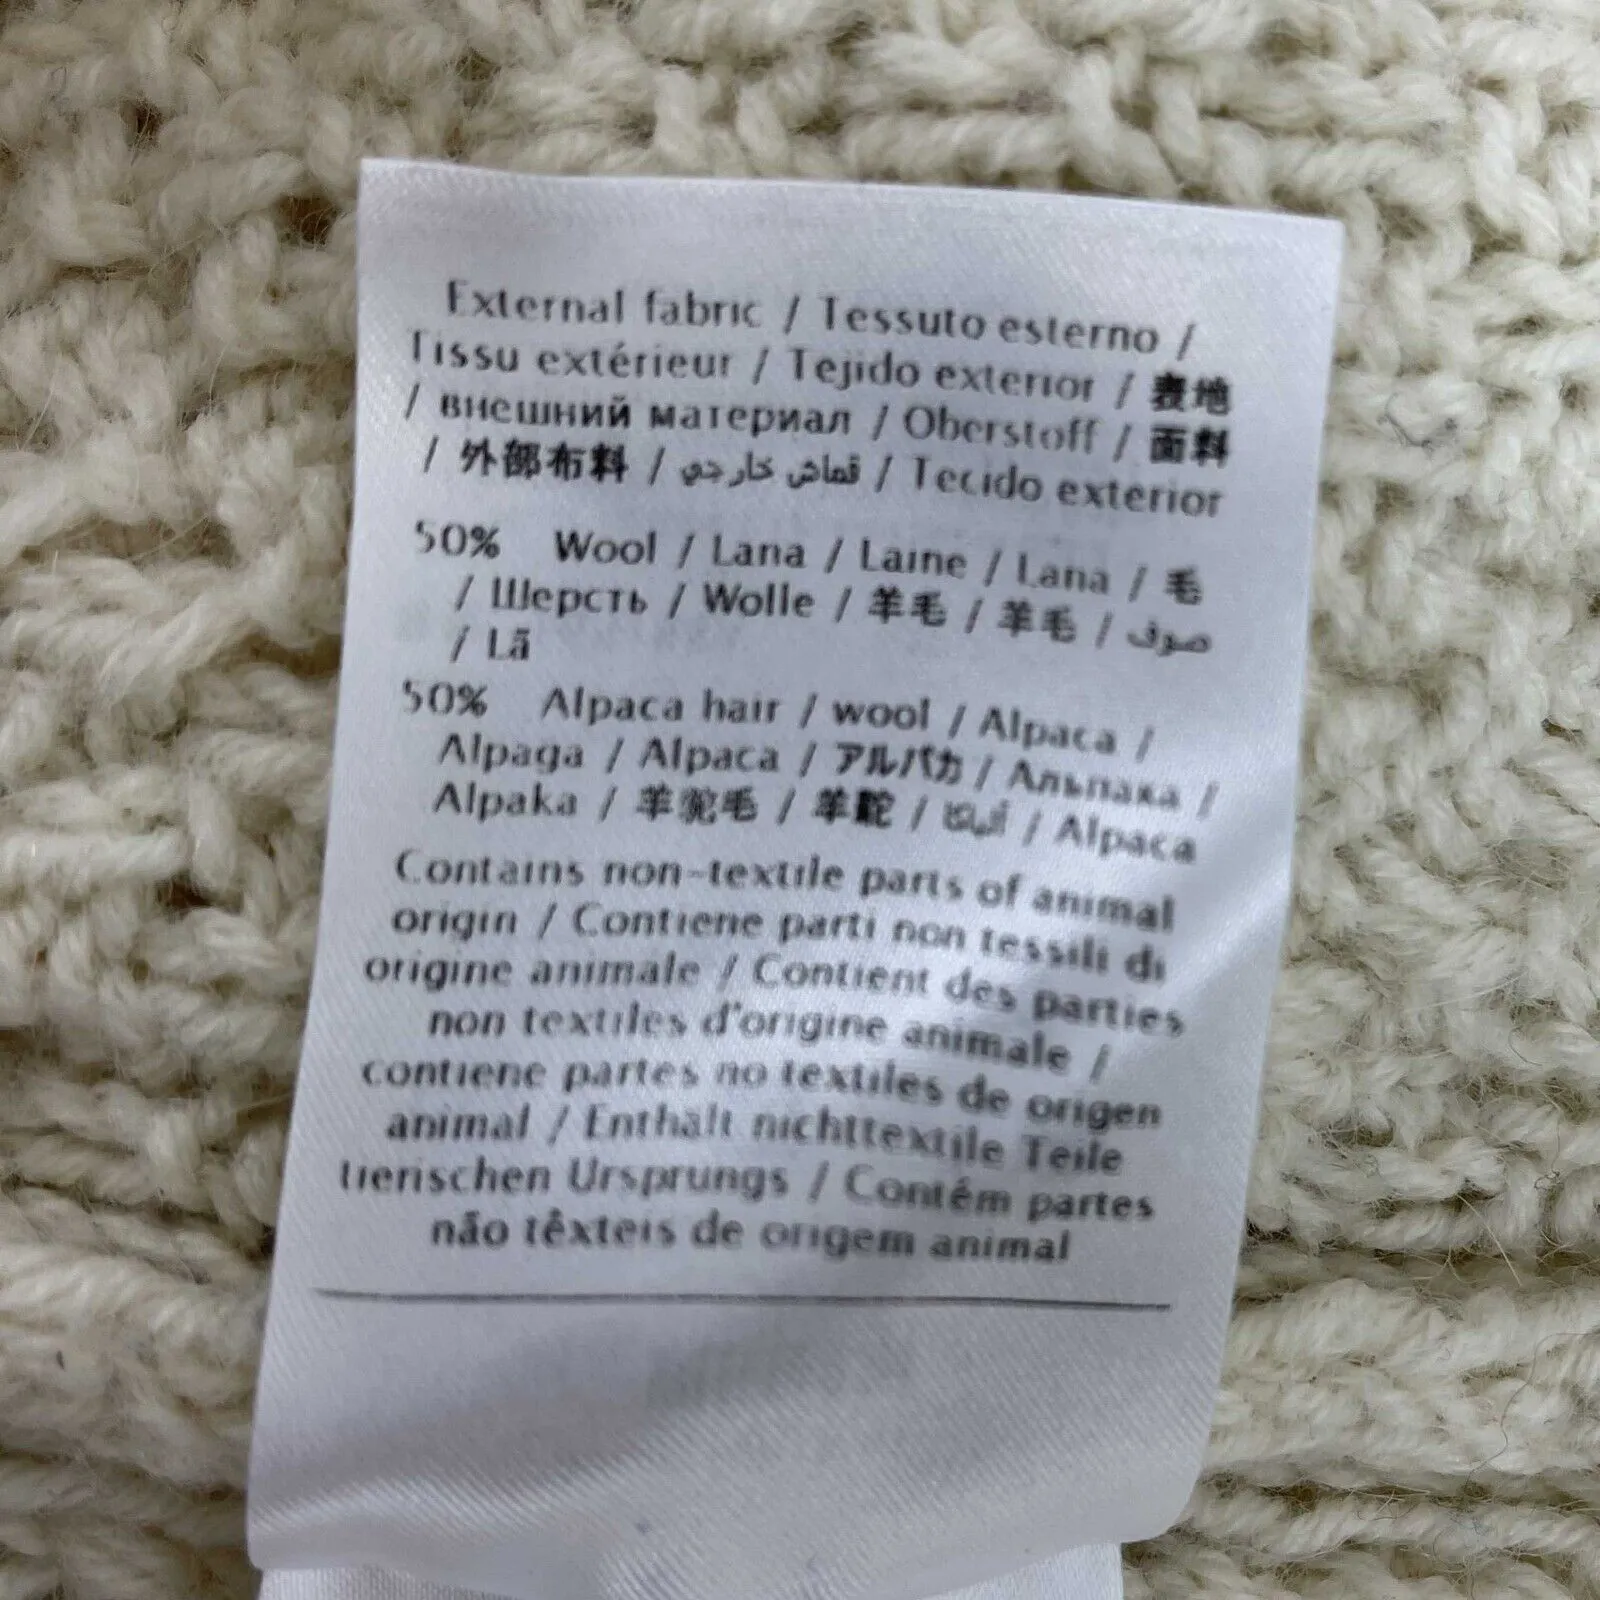 External fabric / Tessuto esterno /
Tissu extérieur / Tejido exterior / 表地
/ внешний материал / Oberstoff / 面料
/ 外部布料 / قماش خارجي / Tecido exterior
50% Wool / Lana / Laine / Lana / 毛
/ Шерсть / Wolle / 羊毛 / 羊毛 / صوف
/ Lã
50% Alpaca hair / wool / Alpaca /
Alpaga / Alpaca / アルパカ / Альпака /
Alpaka / 羊驼毛 / 羊駝 / ألبكا / Alpaca
Contains non-textile parts of animal
origin / Contiene parti non tessili di
origine animale / Contient des parties
non textiles d'origine animale /
contiene partes no textiles de origen
animal / Enthält nichttextile Teile
tierischen Ursprungs / Contém partes
não têxteis de origem animal